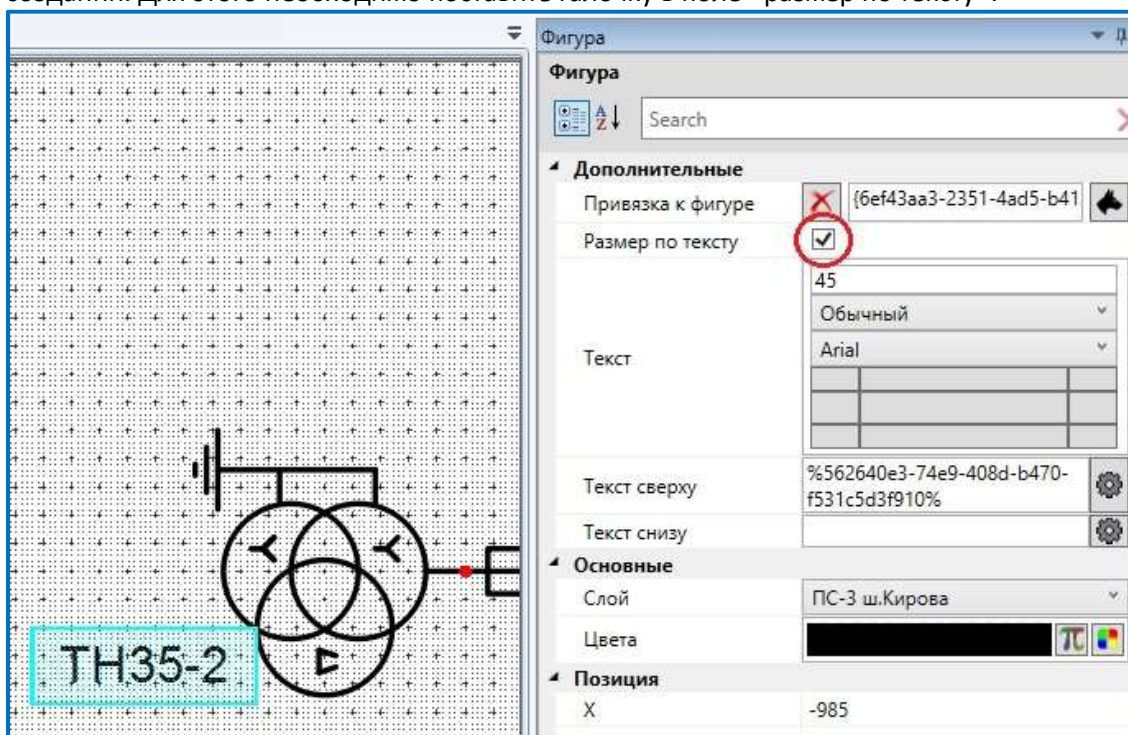 Фигура
Фигура
Search
Дополнительные
Привязка к фигуре {6ef43aa3-2351-4ad5-b41
Размер по тексту
45
Обычный
Текст Arial
Текст сверху %562640e3-74e9-408d-b470-
f531c5d3f910%
Текст снизу
Основные
Слой ПС-3 ш.Кирова
Цвета
ТН35-2
Позиция
X -985